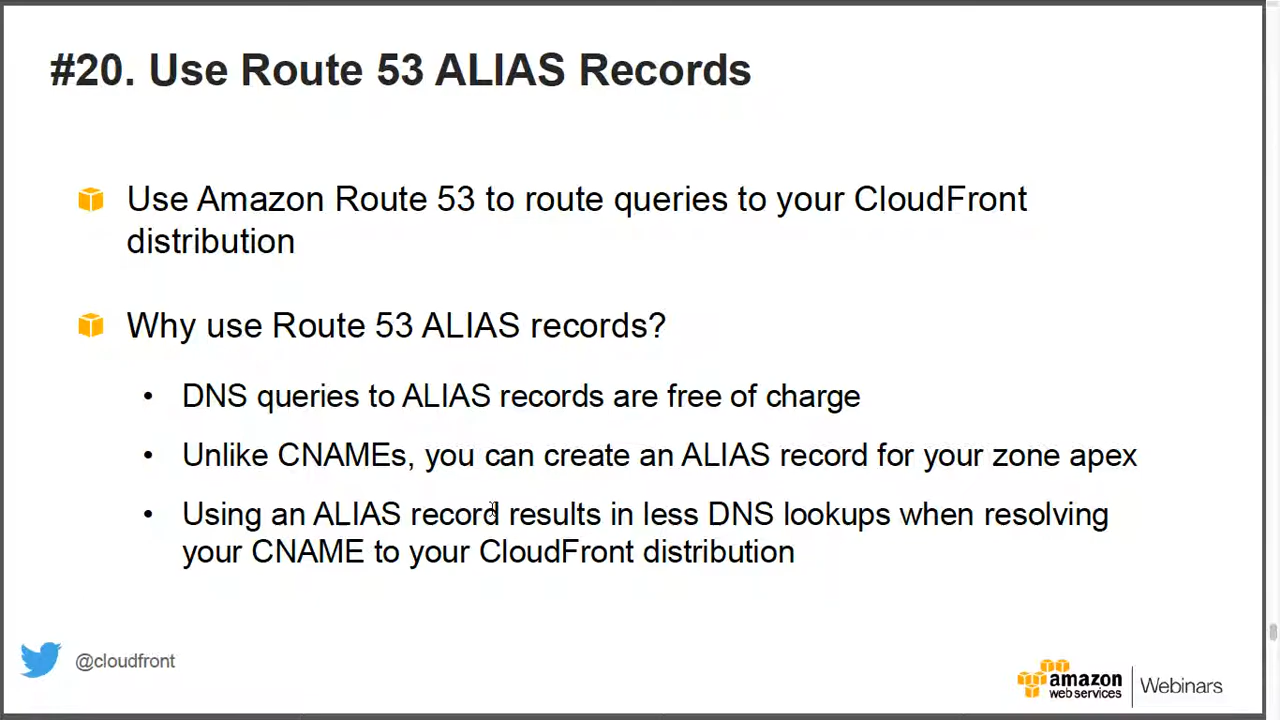 #20. Use Route 53 ALIAS Records
Use Amazon Route 53 to route queries to your CloudFront
distribution
Why use Route 53 ALIAS records?
• DNS queries to ALIAS records are free of charge
• Unlike CNAMEs, you can create an ALIAS record for your zone apex
• Using an ALIAS record results in less DNS lookups when resolving
your CNAME to your CloudFront distribution
@cloudfront
amazon
web services
Webinars